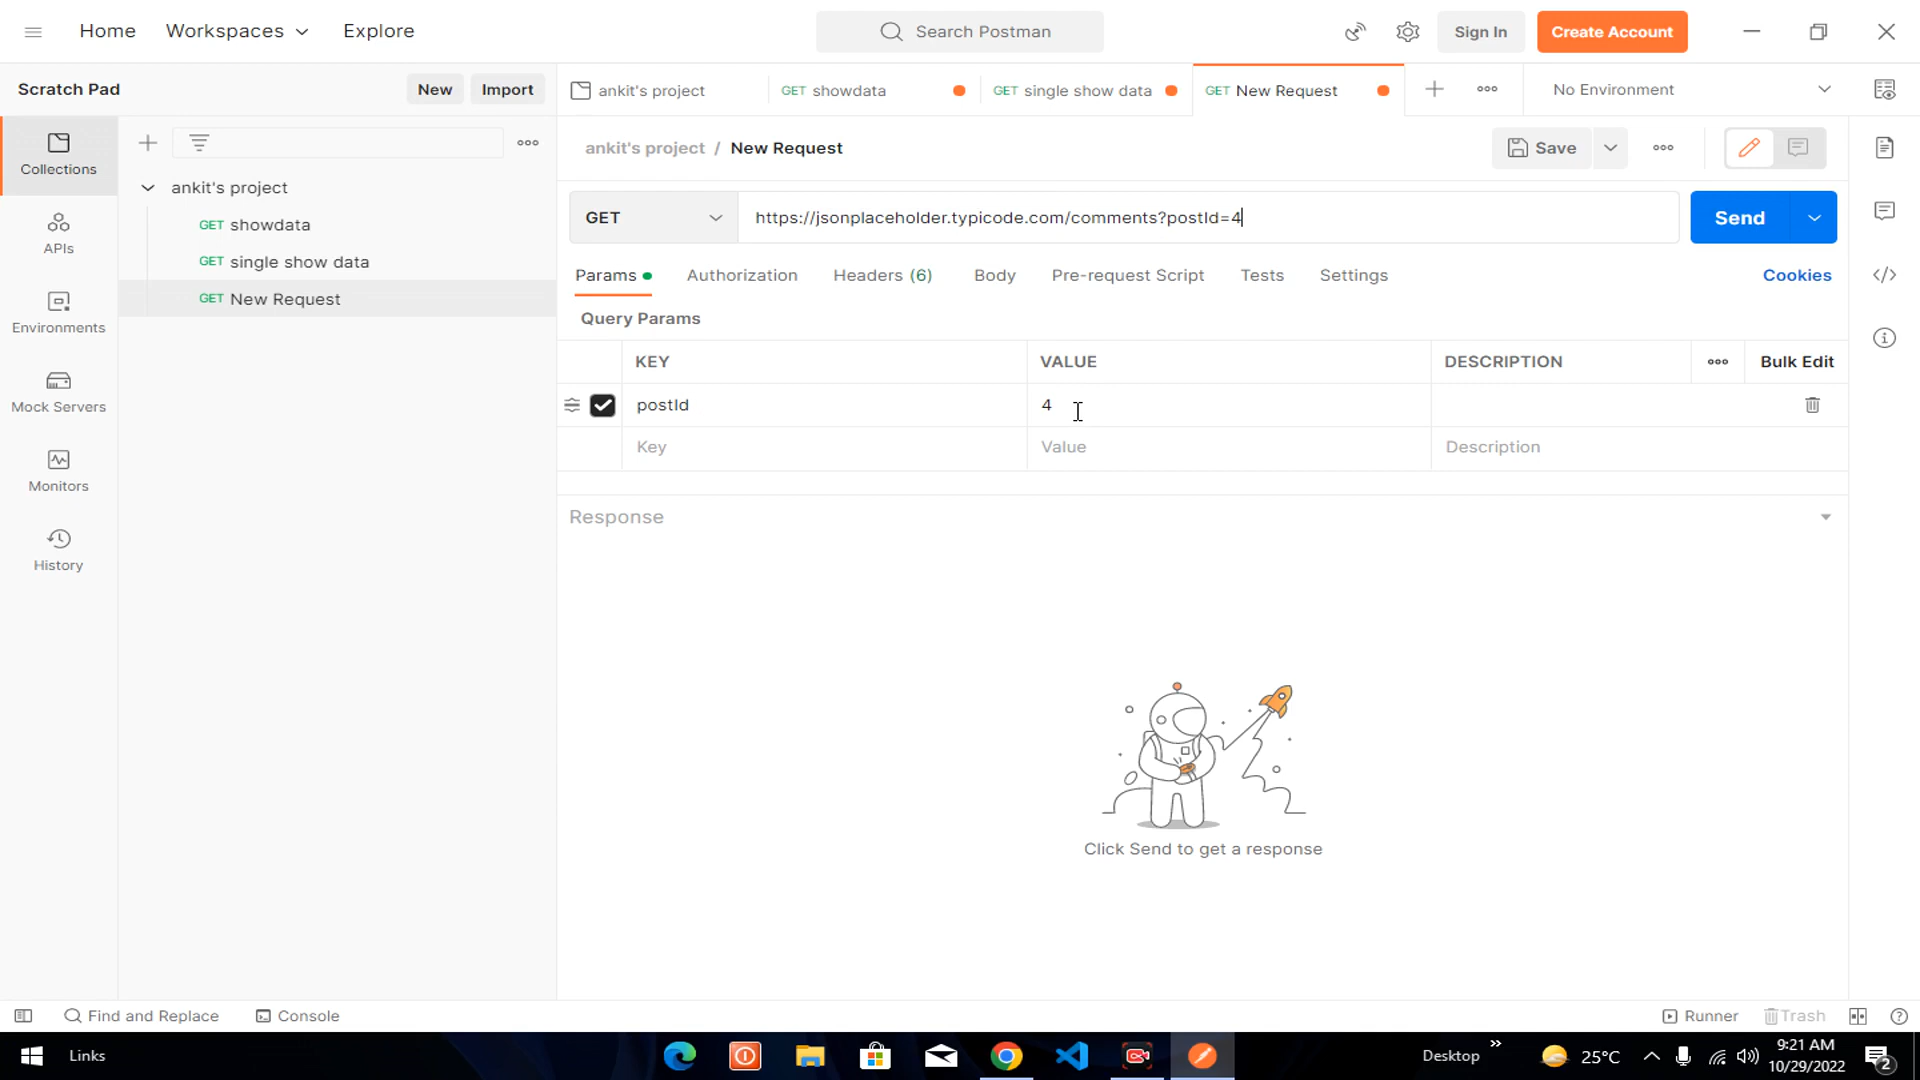 Home Workspaces Explore Search Postman Sign In Create Account
Scratch Pad New Import ankit's project GET showdata GET single show data GET New Request No Environment
ankit's project / New Request Save
Collections
APIs
Environments
Mock Servers
Monitors
History
ankit's project
GET showdata
GET single show data
GET New Request
GET https://jsonplaceholder.typicode.com/comments?postId=4 Send
Params Authorization Headers (6) Body Pre-request Script Tests Settings Cookies
Query Params
KEY VALUE DESCRIPTION Bulk Edit
postId 4
Key Value Description
Response
Click Send to get a response
Find and Replace Console Runner Trash
Links Desktop 25°C 9:21 AM
10/29/2022 2